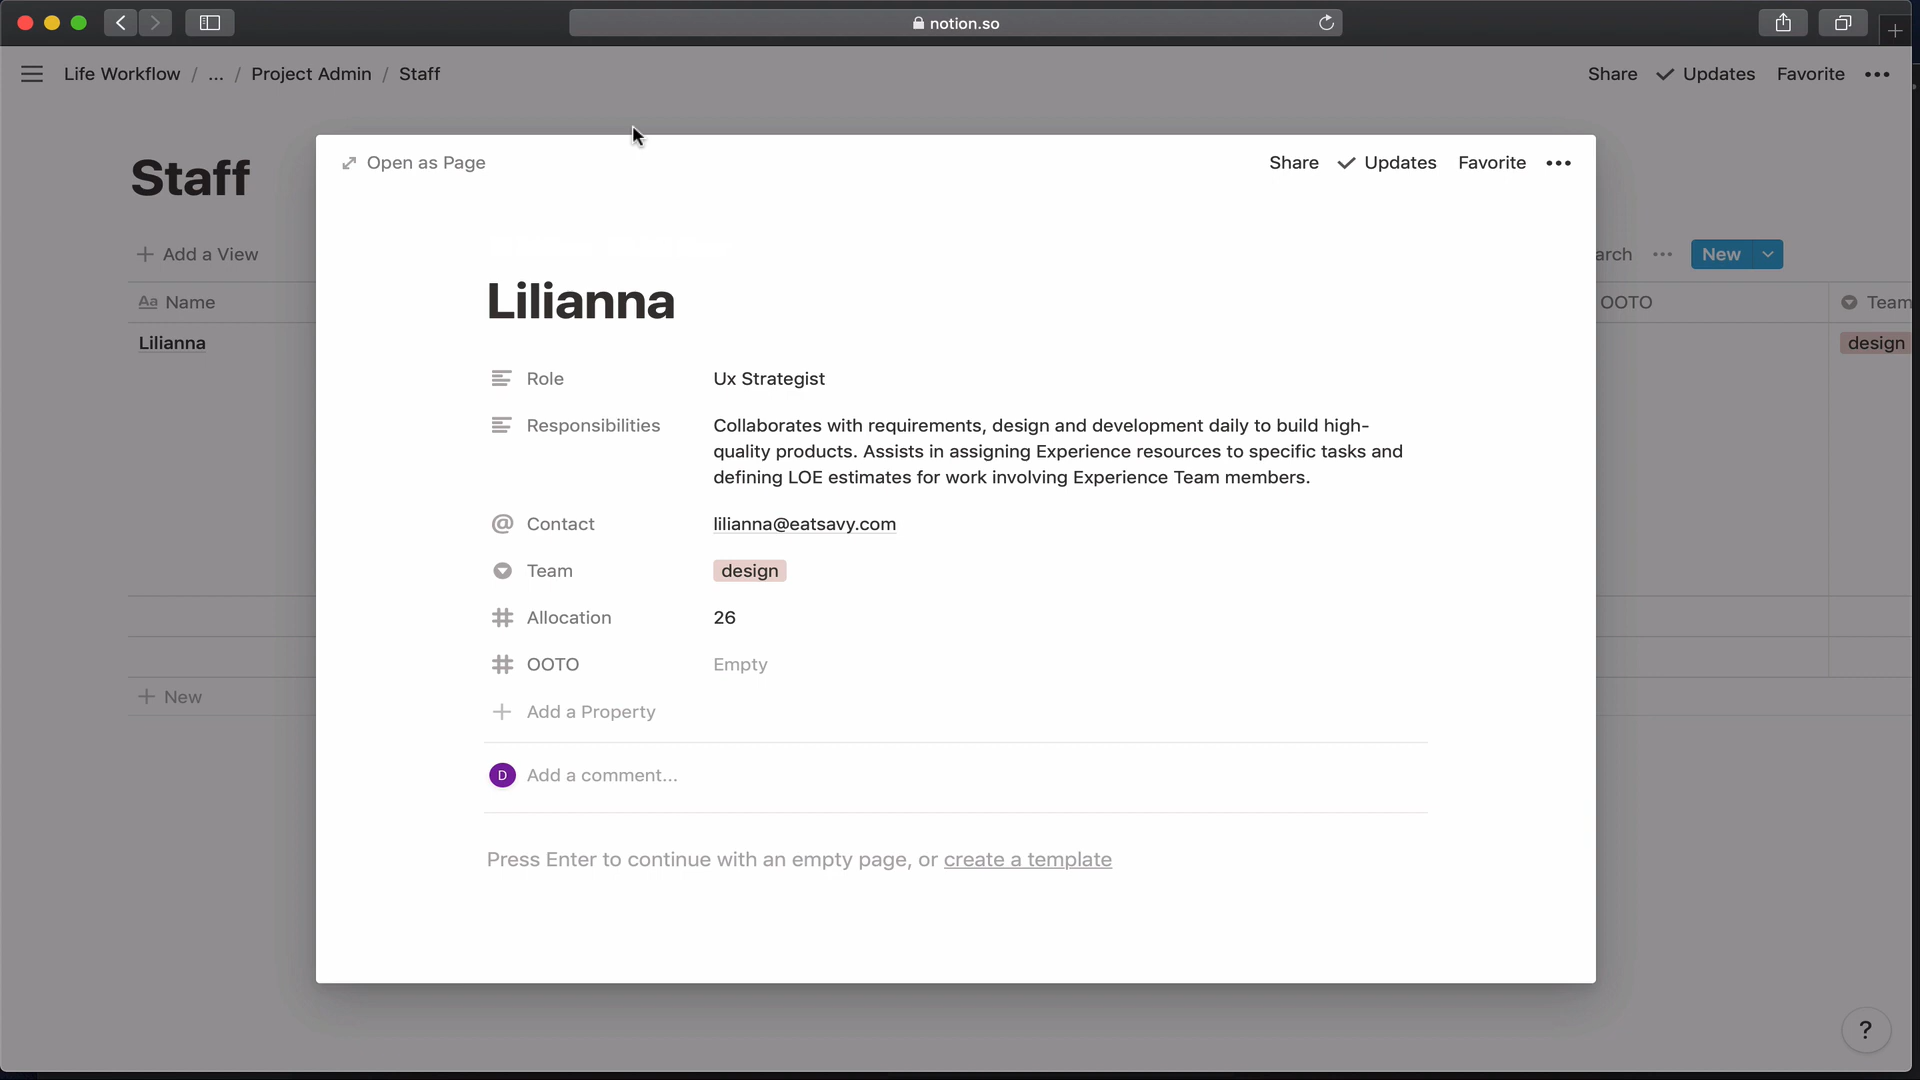 notion.so
Life Workflow / ... / Project Admin / Staff
Share Updates Favorite •••
Open as Page
Share Updates Favorite •••
Staff
+ Add a View
arch ••• New
Lilianna
Aa Name
OOTO
Team
Lilianna
design
Role Ux Strategist
Responsibilities Collaborates with requirements, design and development daily to build high-
quality products. Assists in assigning Experience resources to specific tasks and
defining LOE estimates for work involving Experience Team members.
@ Contact lilianna@eatsavy.com
Team design
# Allocation 26
# OOTO Empty
+ New
+ Add a Property
D Add a comment...
Press Enter to continue with an empty page, or create a template
?